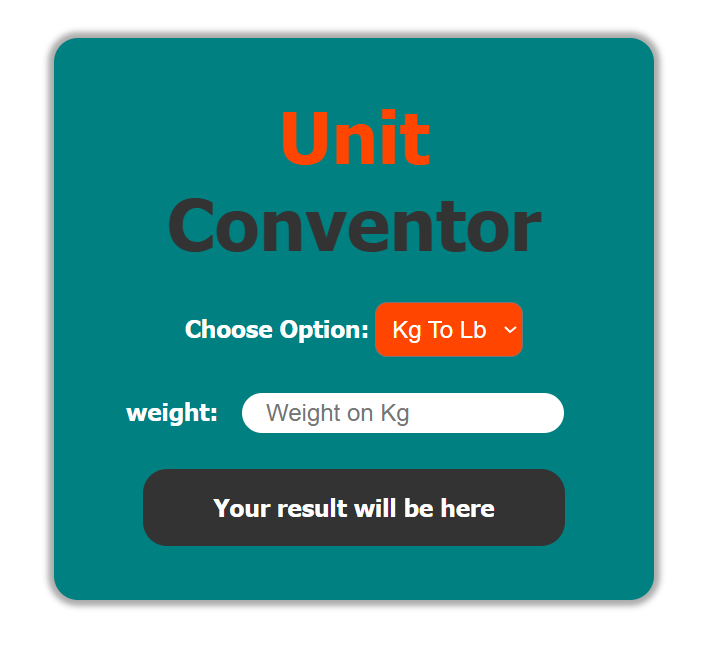 Unit
Conventor
Choose Option: Kg To Lb
weight: Weight on Kg
Your result will be here